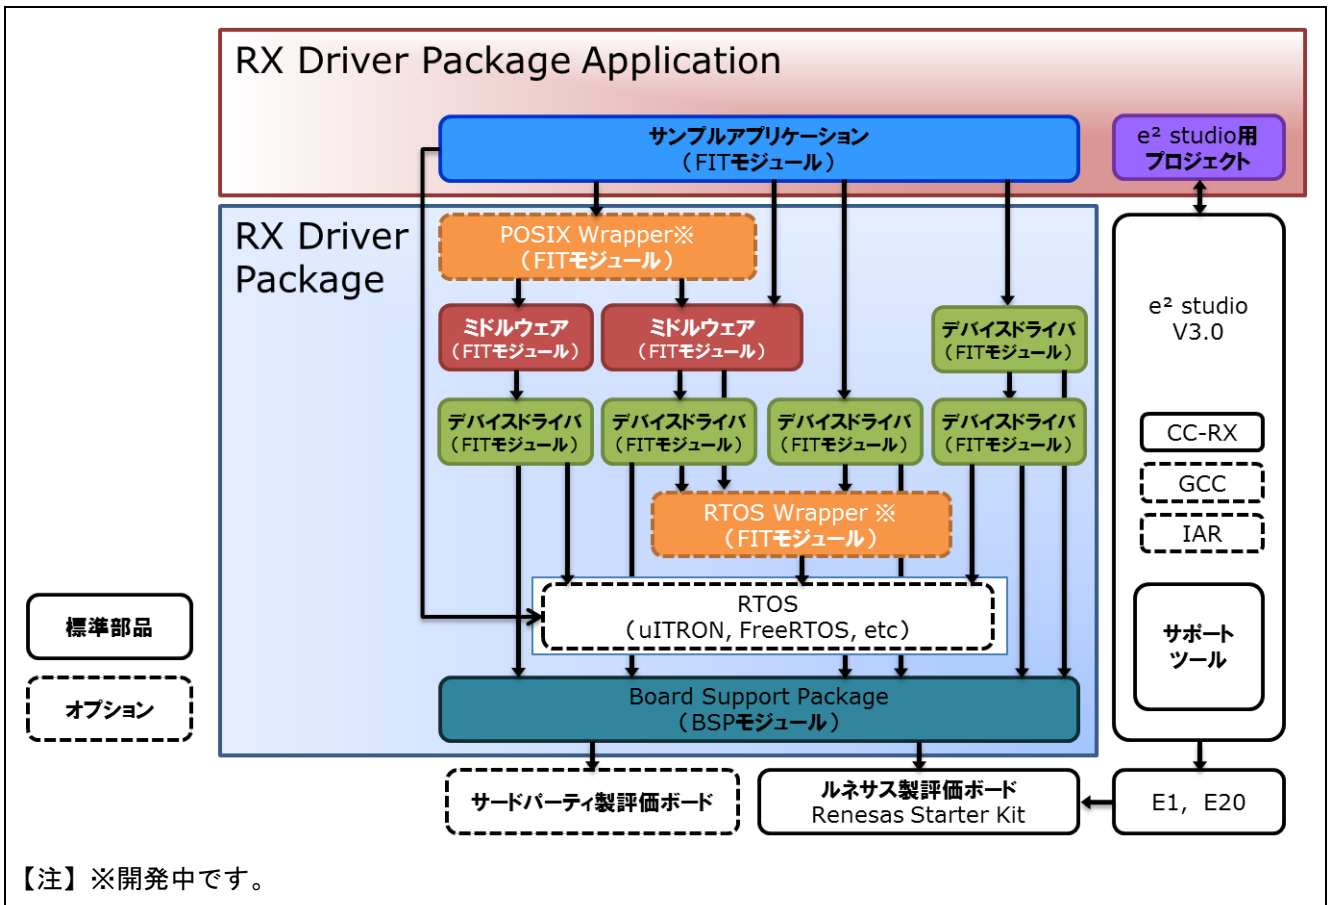 RX Driver Package Application
サンプルアプリケーション
（FITモジュール）
e² studio用
プロジェクト
RX Driver
Package
POSIX Wrapper※
（FITモジュール）
e² studio
V3.0
ミドルウェア
（FITモジュール）
ミドルウェア
（FITモジュール）
デバイスドライバ
（FITモジュール）
デバイスドライバ
（FITモジュール）
デバイスドライバ
（FITモジュール）
デバイスドライバ
（FITモジュール）
デバイスドライバ
（FITモジュール）
CC-RX
GCC
IAR
RTOS Wrapper ※
（FITモジュール）
RTOS
（uITRON, FreeRTOS, etc）
標準部品
オプション
サポート
ツール
Board Support Package
（BSPモジュール）
サードパーティ製評価ボード
ルネサス製評価ボード
Renesas Starter Kit
E1, E20
【注】※開発中です。